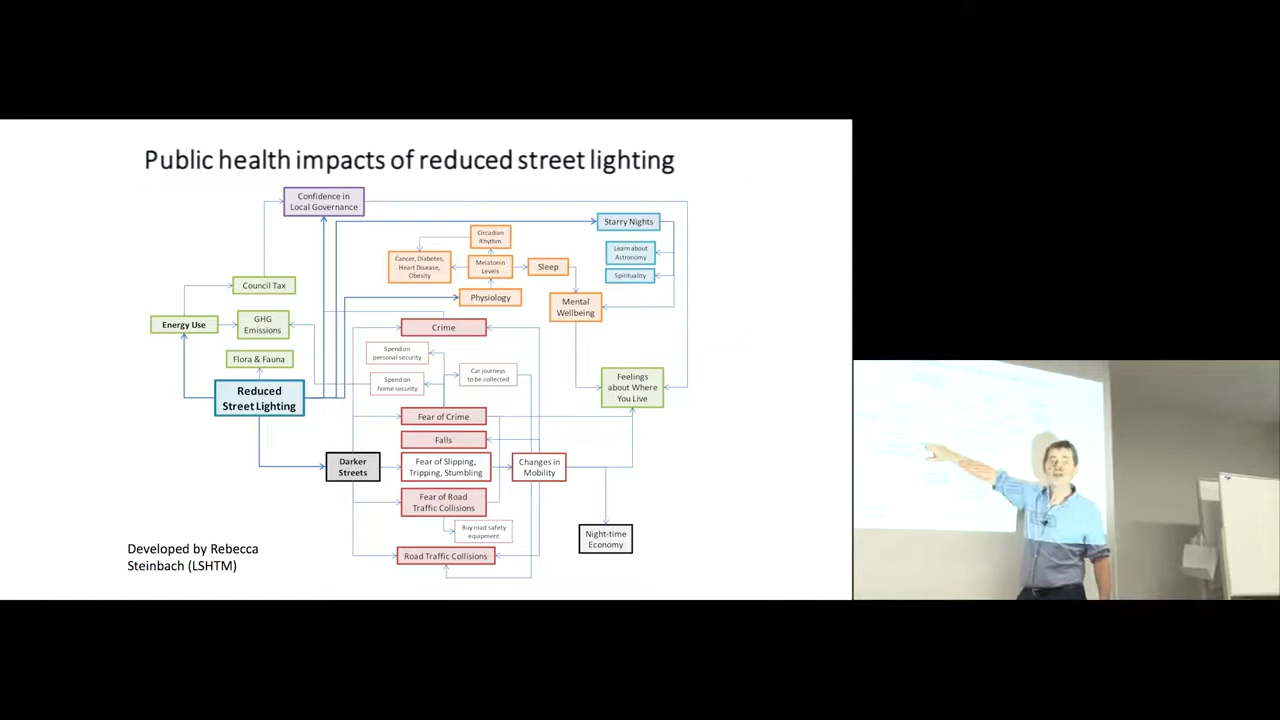 Public health impacts of reduced street lighting
Confidence in
Local Governance
Starry Nights
Circadian
Rhythm
Learn about
Astronomy
Cancer, Diabetes,
Heart Disease,
Obesity
Melatonin
Levels
Sleep
Spirituality
Council Tax
Physiology
Mental
Wellbeing
Energy Use
GHG
Emissions
Crime
Flora & Fauna
Spend on
personal security
Car journeys
to be collected
Spend on
home security
Feelings
about Where
You Live
Reduced
Street Lighting
Fear of Crime
Falls
Darker
Streets
Fear of Slipping,
Tripping, Stumbling
Changes in
Mobility
Fear of Road
Traffic Collisions
Buy road safety
equipment
Night-time
Economy
Road Traffic Collisions
Developed by Rebecca
Steinbach (LSHTM)